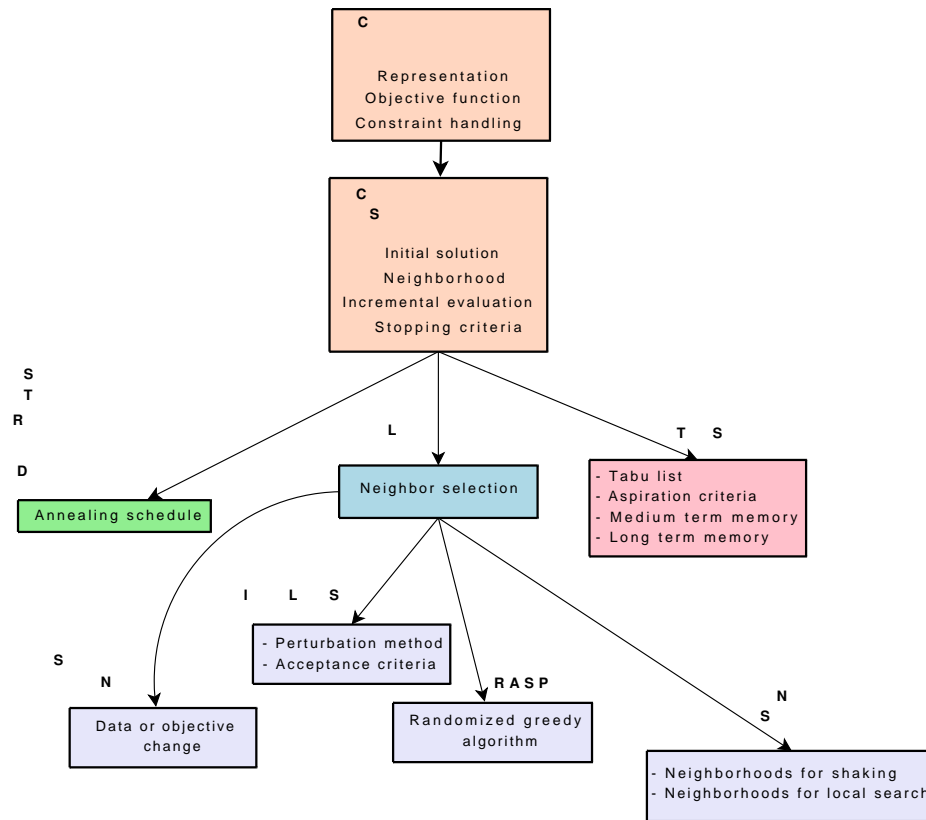 C
Representation
Objective function
Constraint handling
C
S
Initial solution
Neighborhood
Incremental evaluation
Stopping criteria
S
T
R
D
L
T S
Annealing schedule
Neighbor selection
- Tabu list
- Aspiration criteria
- Medium term memory
- Long term memory
I L S
- Perturbation method
- Acceptance criteria
S
N
RASP
N
S
Data or objective
change
Randomized greedy
algorithm
- Neighborhoods for shaking
- Neighborhoods for local search